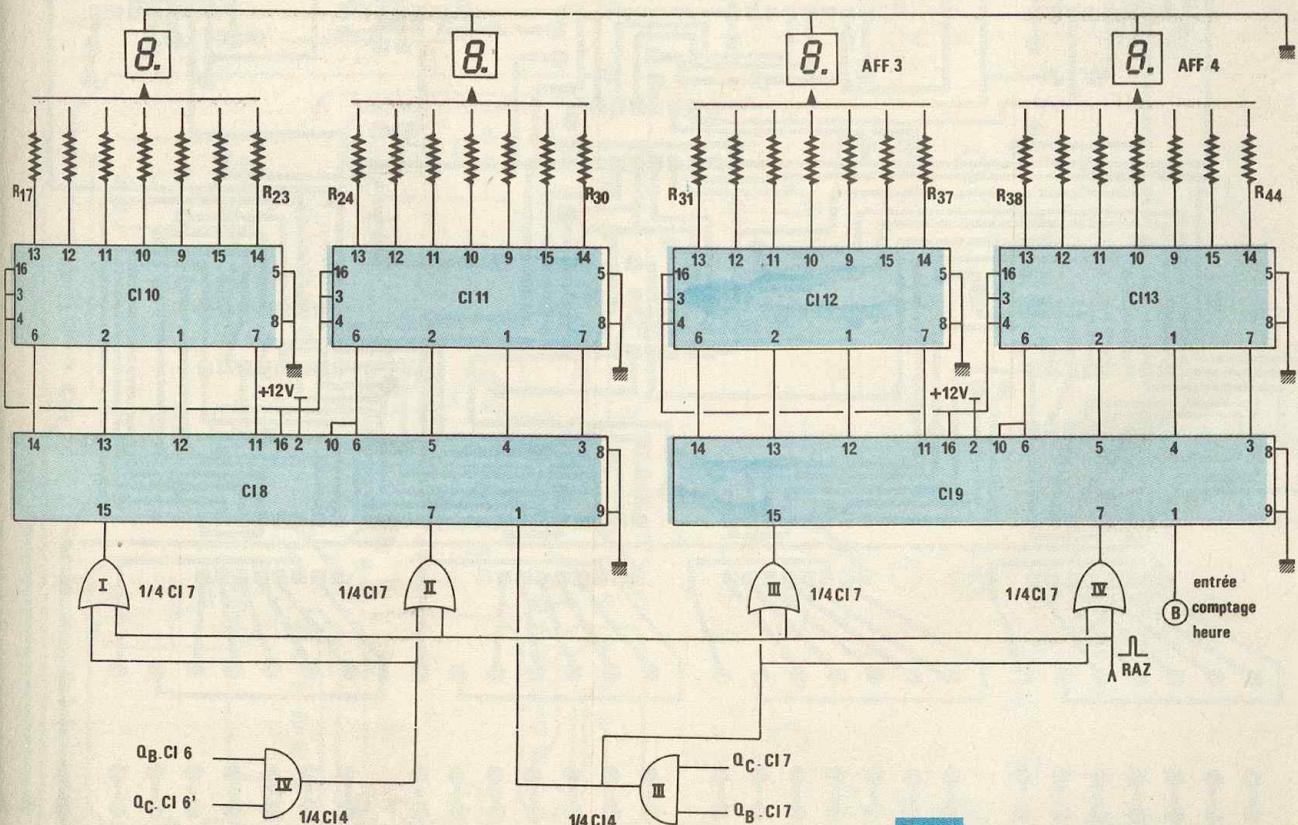 8. 8. 8. AFF 3 8. AFF 4
R17 R23 R24 R30 R31 R37 R38 R44
13 12 11 10 9 15 14 13 12 11 10 9 15 14 13 12 11 10 9 15 14 13 12 11 10 9 15 14
16 5 16 5 16 5 16 5
3 CI 10 3 CI 11 3 CI 12 3 CI 13
4 8 4 8 4 8 4 8
6 2 1 7 6 2 1 7 6 2 1 7 6 2 1 7
+12V +12V
14 13 12 11 16 2 10 6 5 4 3 8 14 13 12 11 16 2 10 6 5 4 3 8
CI 8 CI 9
15 7 1 9 15 7 1 9
I 1/4 CI 7 1/4 CI 7 II III 1/4 CI 7 1/4 CI 7 IV
entrée
B comptage
heure
RAZ
QB. CI 6 QC. CI 7
IV III
QC. CI 6' QB. CI 7
1/4 CI 4 1/4 CI 4